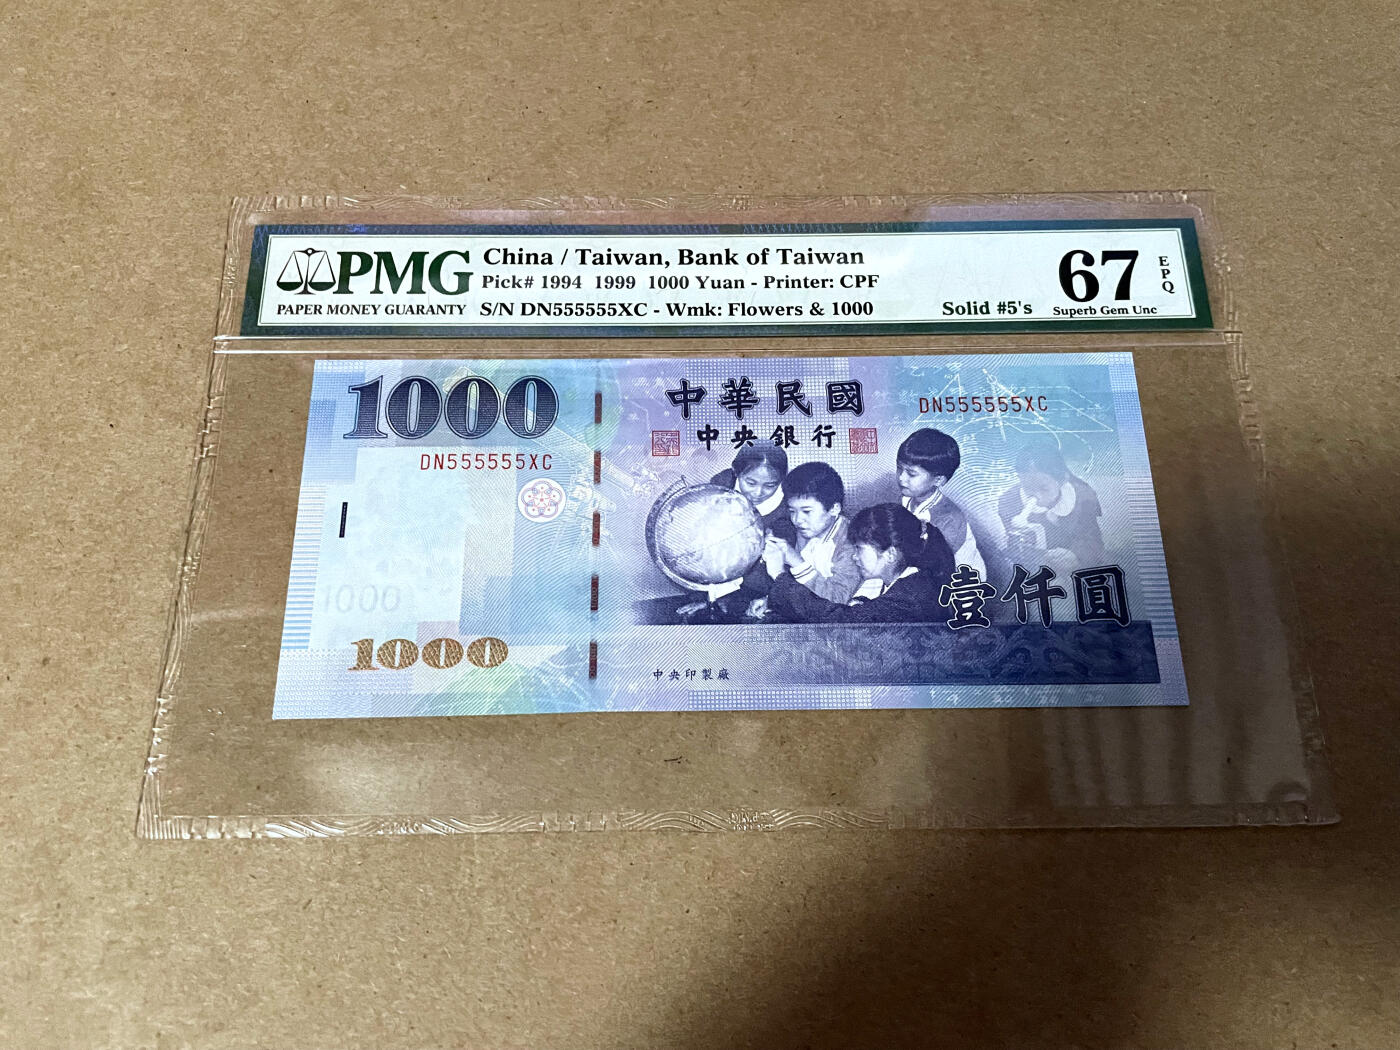 PMG
PAPER MONEY GUARANTY
China / Taiwan, Bank of Taiwan
Pick# 1994 1999 1000 Yuan - Printer: CPF
S/N DN555555XC - Wmk: Flowers & 1000
Solid #5's
67
EPQ
Superb Gem Unc
1000
中華民國
DN555555XC
中央銀行
DN555555XC
1000
壹仟圓
1000
中央印製廠
PMG